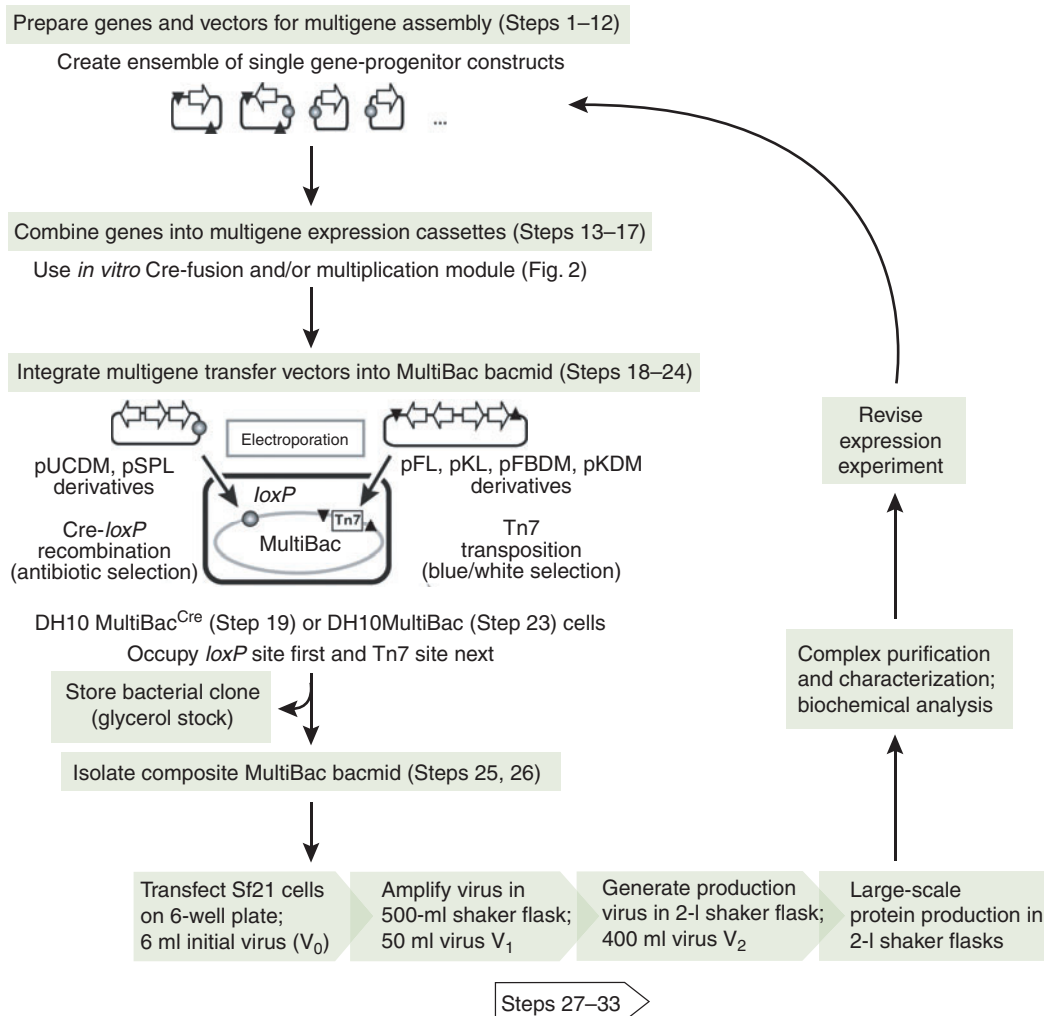 Prepare genes and vectors for multigene assembly (Steps 1–12)
Create ensemble of single gene-progenitor constructs
...
Combine genes into multigene expression cassettes (Steps 13–17)
Use in vitro Cre-fusion and/or multiplication module (Fig. 2)
Integrate multigene transfer vectors into MultiBac bacmid (Steps 18–24)
Electroporation
pUCDM, pSPL
derivatives
pFL, pKL, pFBDM, pKDM
derivatives
loxP
Tn7
MultiBac
Cre-loxP
recombination
(antibiotic selection)
Tn7
transposition
(blue/white selection)
DH10 MultiBacCre (Step 19) or DH10MultiBac (Step 23) cells
Occupy loxP site first and Tn7 site next
Store bacterial clone
(glycerol stock)
Isolate composite MultiBac bacmid (Steps 25, 26)
Transfect Sf21 cells
on 6-well plate;
6 ml initial virus (V0)
Amplify virus in
500-ml shaker flask;
50 ml virus V1
Generate production
virus in 2-l shaker flask;
400 ml virus V2
Large-scale
protein production in
2-l shaker flasks
Steps 27–33
Complex purification
and characterization;
biochemical analysis
Revise
expression
experiment